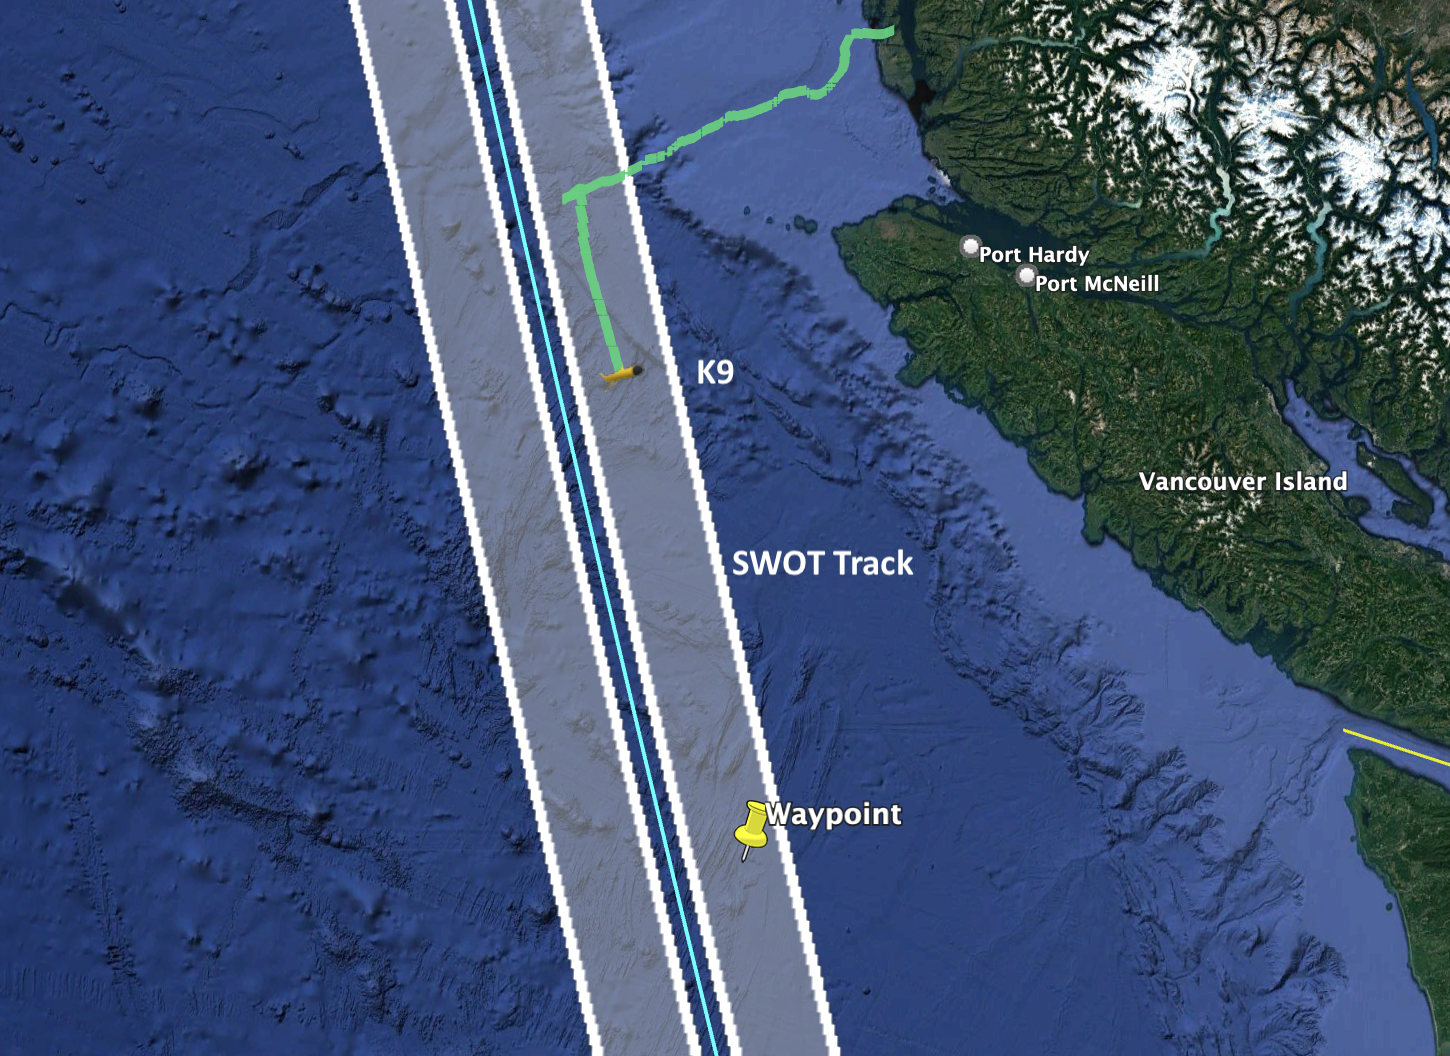 Port Hardy
Port McNeill
K9
Vancouver Island
SWOT Track
Waypoint